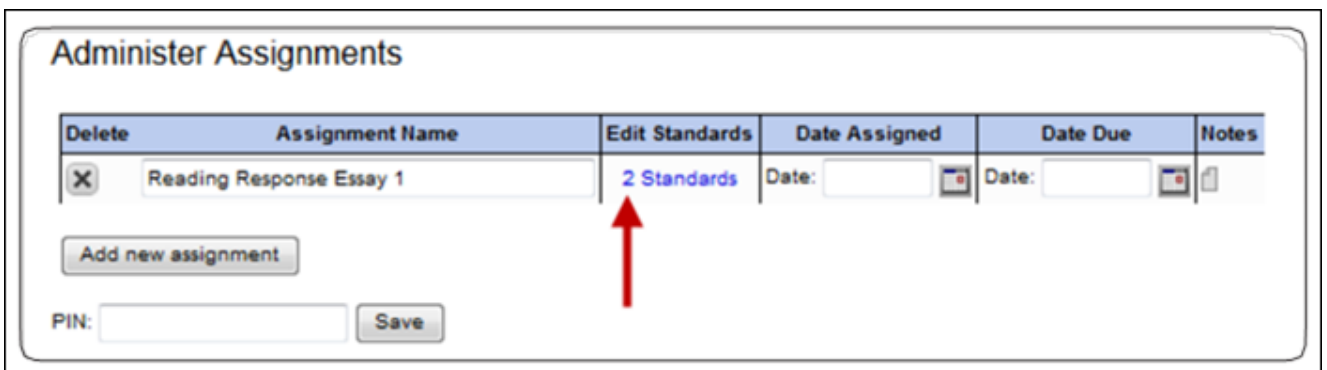 Administer Assignments
Delete Assignment Name Edit Standards Date Assigned Date Due Notes
Reading Response Essay 1 2 Standards Date: Date:
Add new assignment
PIN: Save